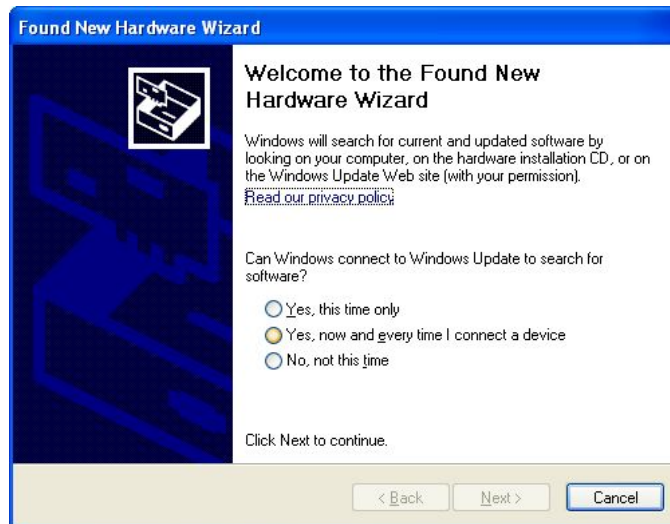 Found New Hardware Wizard
Welcome to the Found New
Hardware Wizard
Windows will search for current and updated software by
looking on your computer, on the hardware installation CD, or on
the Windows Update Web site (with your permission).
Read our privacy policy
Can Windows connect to Windows Update to search for
software?
Yes, this time only
Yes, now and every time I connect a device
No, not this time
Click Next to continue.
< Back
Next >
Cancel